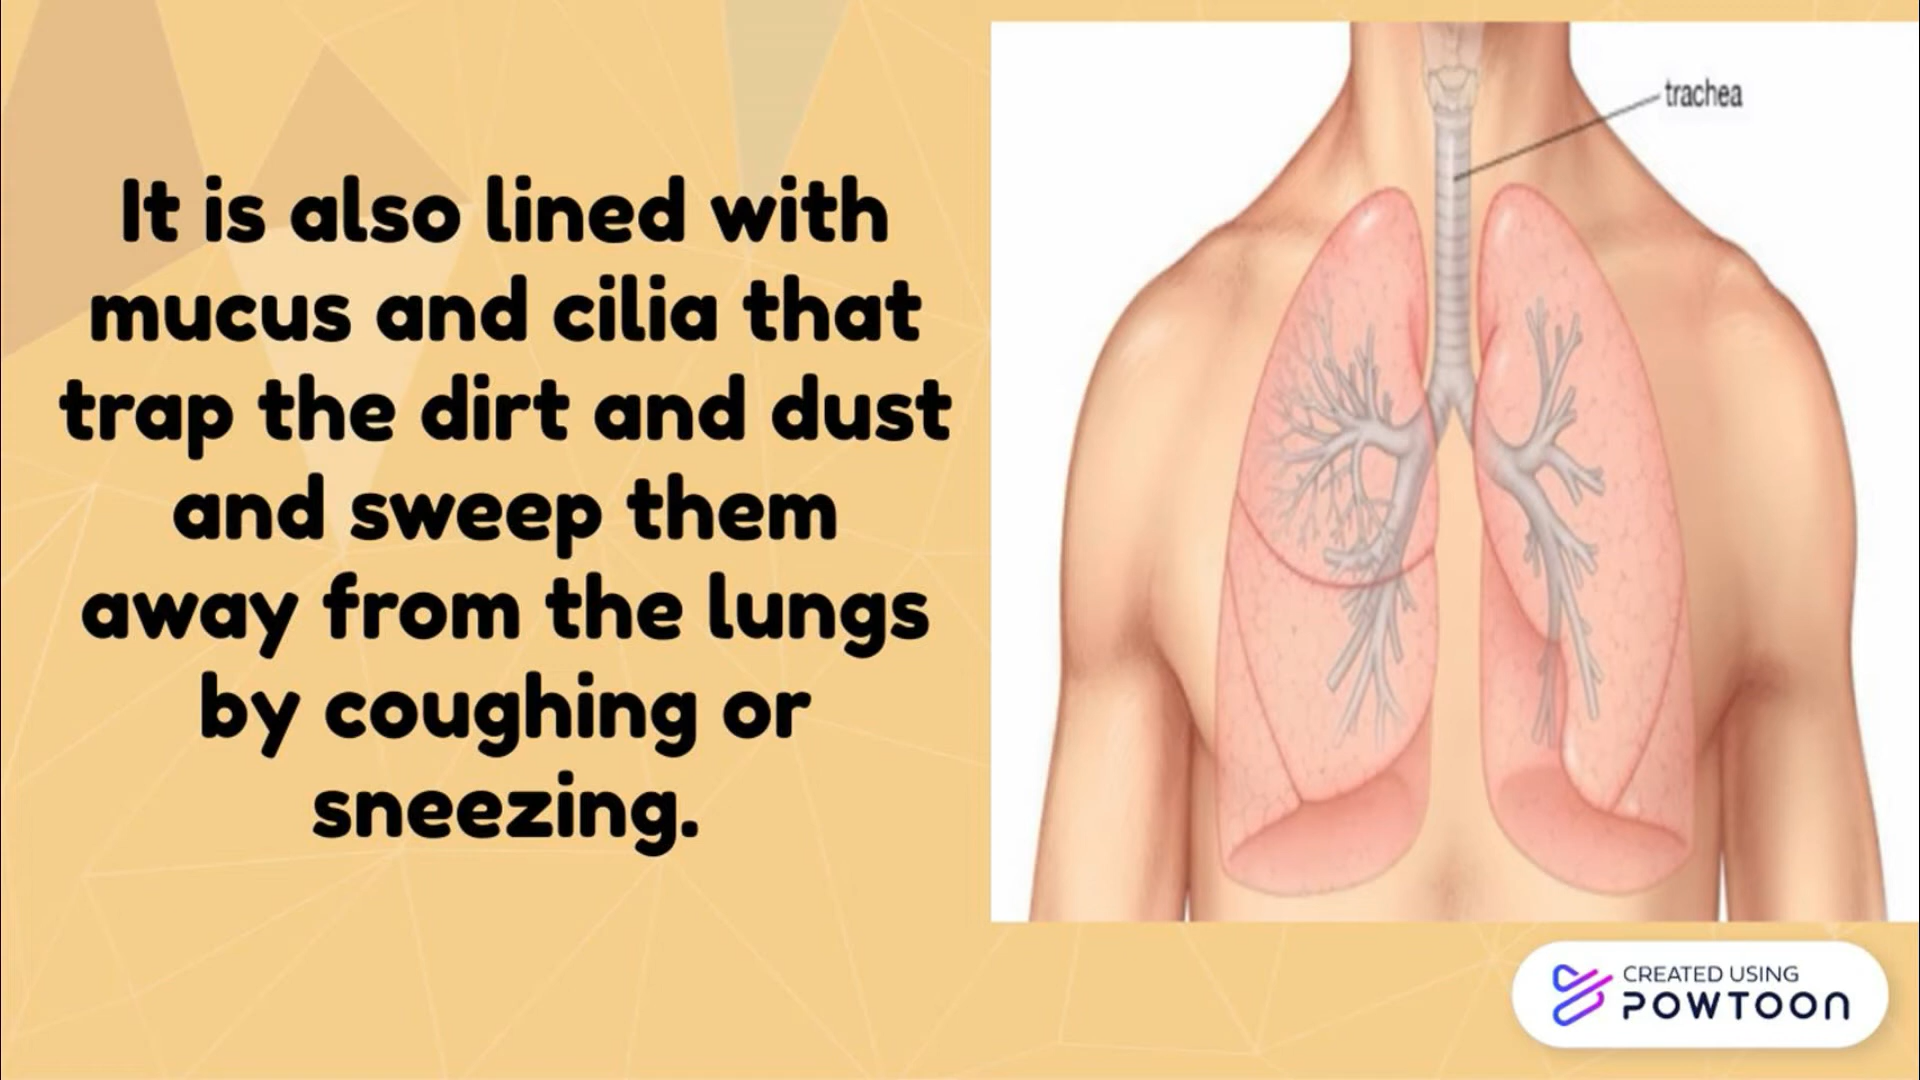 It is also lined with
mucus and cilia that
trap the dirt and dust
and sweep them
away from the lungs
by coughing or
sneezing.
trachea
CREATED USING
POWTOON